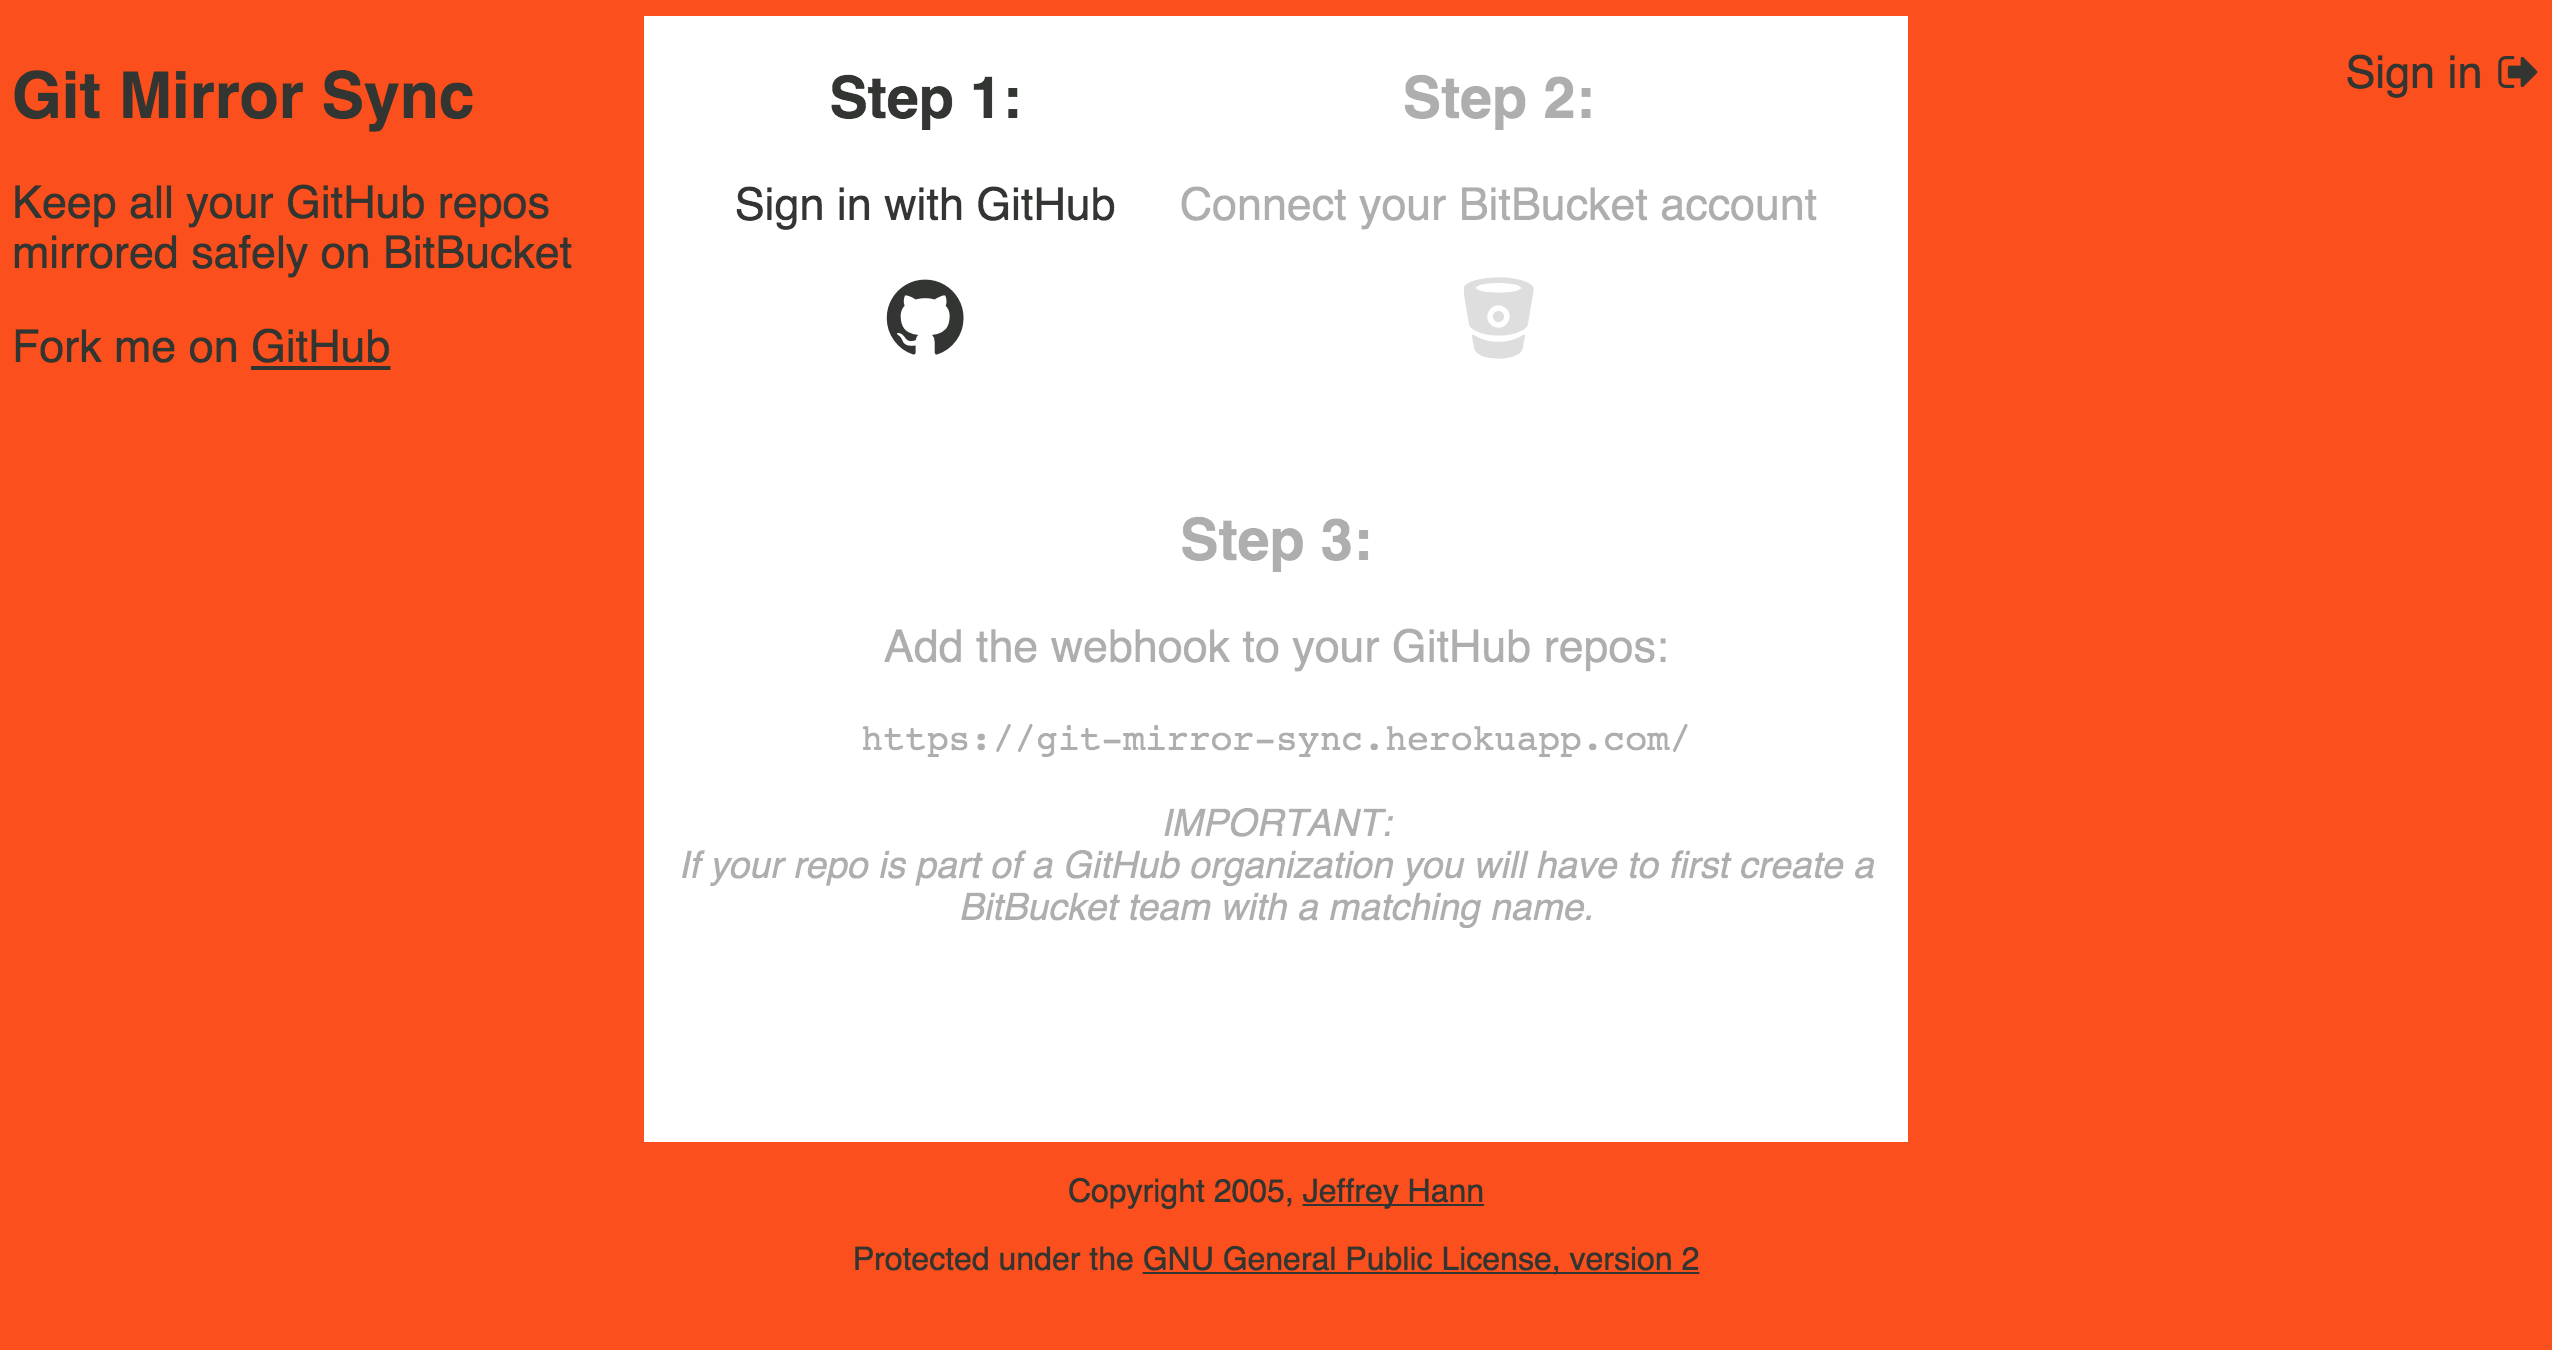 Git Mirror Sync
Keep all your GitHub repos
mirrored safely on BitBucket
Fork me on GitHub
Step 1:
Sign in with GitHub
Step 2:
Connect your BitBucket account
Step 3:
Add the webhook to your GitHub repos:
https://git-mirror-sync.herokuapp.com/
IMPORTANT:
If your repo is part of a GitHub organization you will have to first create a
BitBucket team with a matching name.
Sign in
Copyright 2005, Jeffrey Hann
Protected under the GNU General Public License, version 2